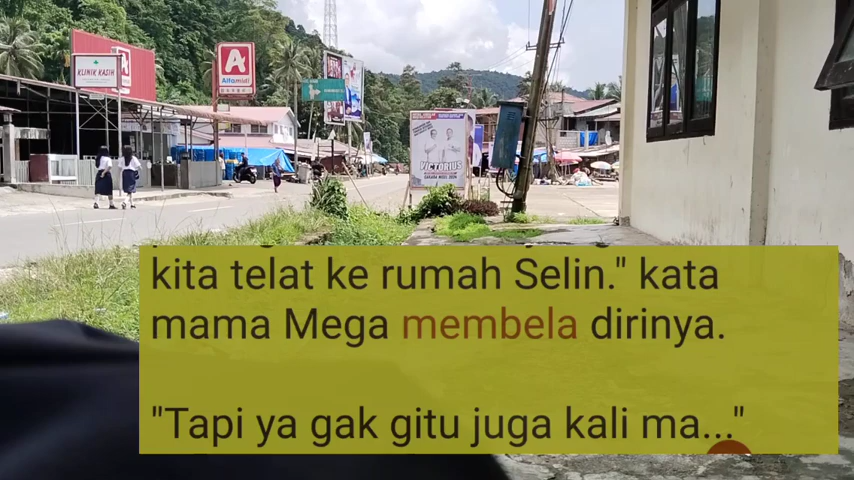 KLINIK KASIH
A
Alfamidi
VICTORIUS
kita telat ke rumah Selin." kata
mama Mega membela dirinya.
"Tapi ya gak gitu juga kali ma..."